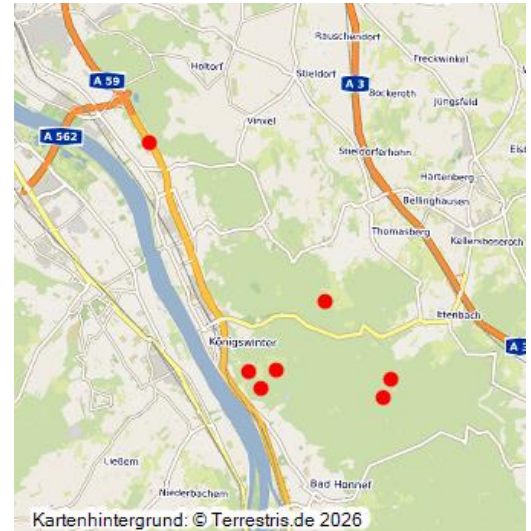 Rauschendorf
Freckwinkel
Holtorf
Stieldorf
A 59
A 3
Bockeroth
Jüngsfeld
A 562
Vinxel
Stieldorferhohn
Hartenberg
Bellinghausen
Thomasberg
Kellersboseroth
Ittenbach
Königswinter
A 3
Ließem
Bad Honnef
Niederbachem
Kartenhintergrund: © Terrestris.de 2026